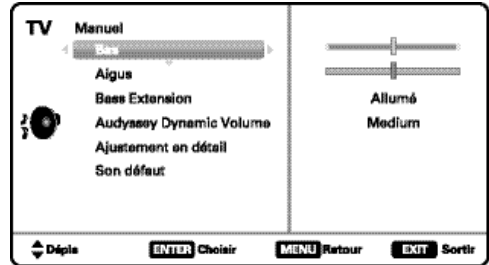 TV
Manuel
Bas
Aigus
Bass Extension
Allumé
Audyssey Dynamic Volume
Medium
Ajustement en détail
Son défaut
Dépla
ENTER Choisir
MENU Retour
EXIT Sortir